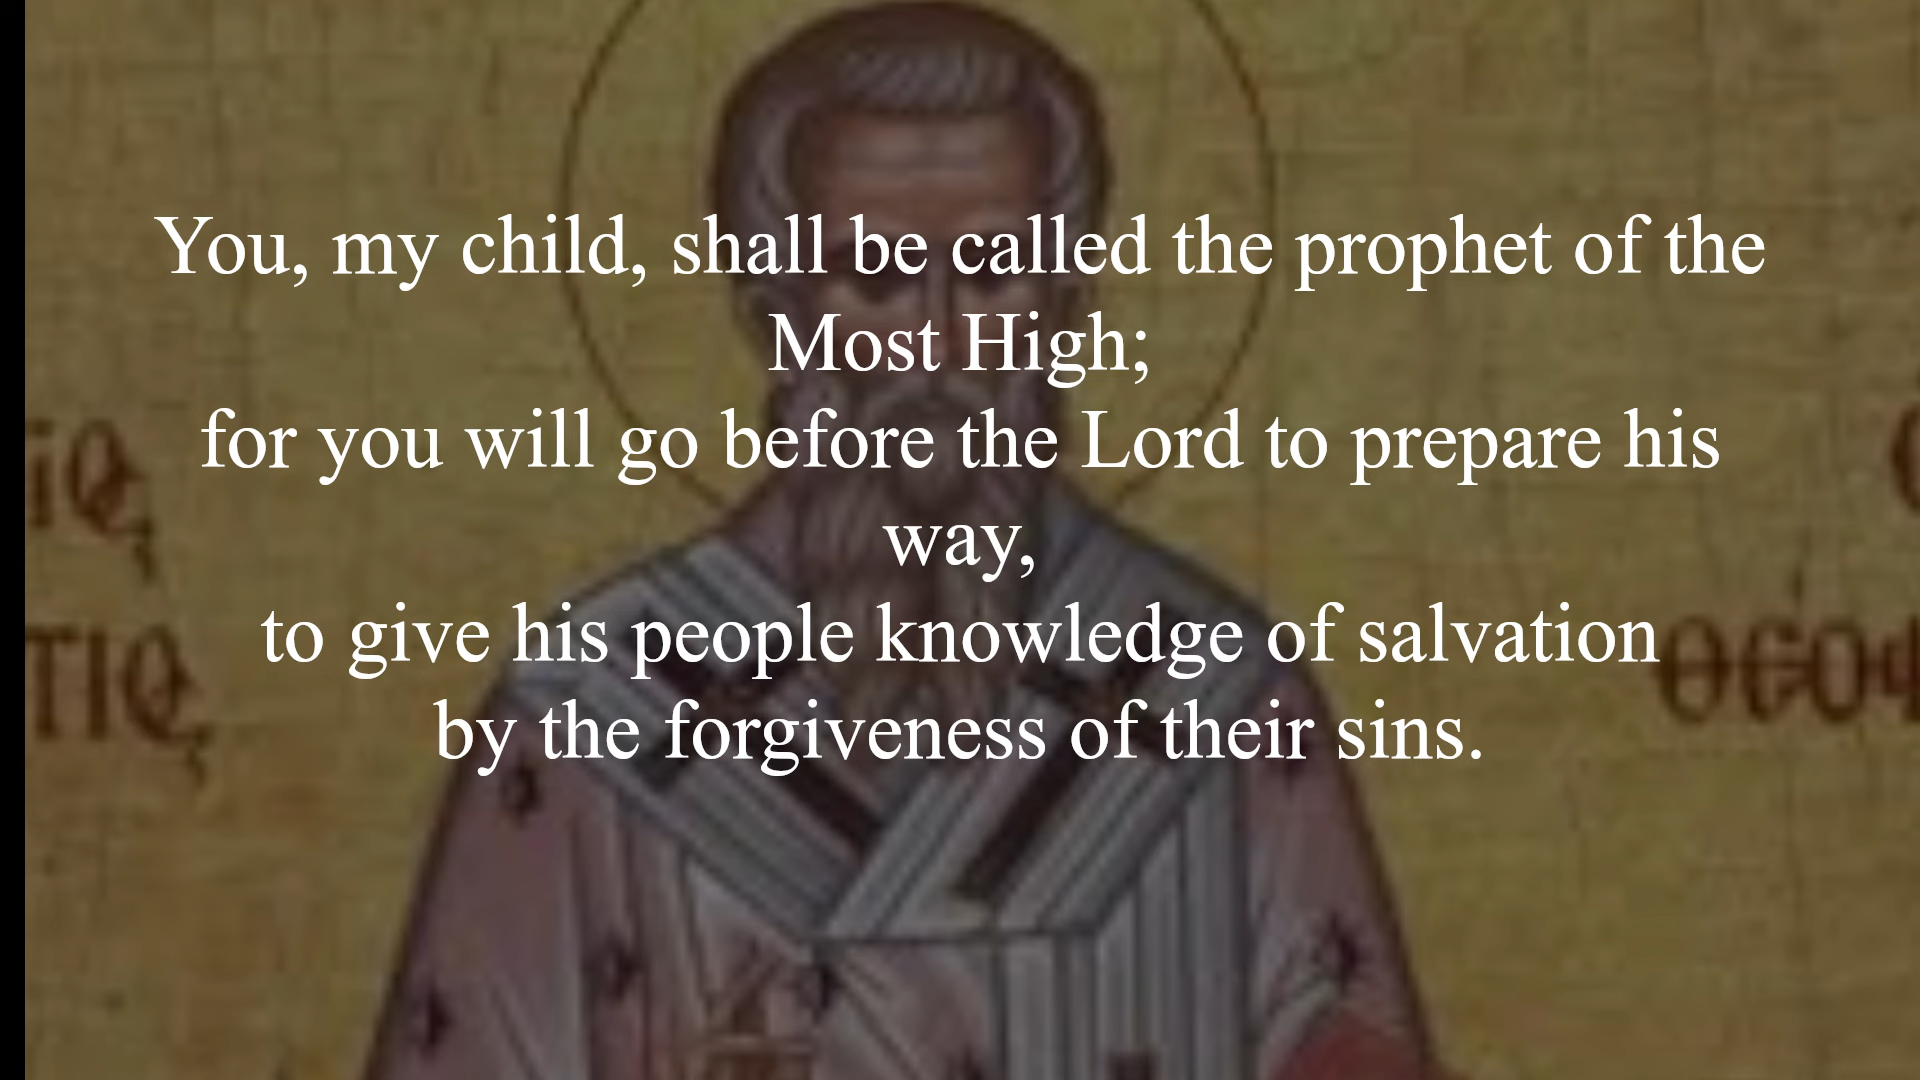 You, my child, shall be called the prophet of the
Most High;
for you will go before the Lord to prepare his
way,
to give his people knowledge of salvation
by the forgiveness of their sins.